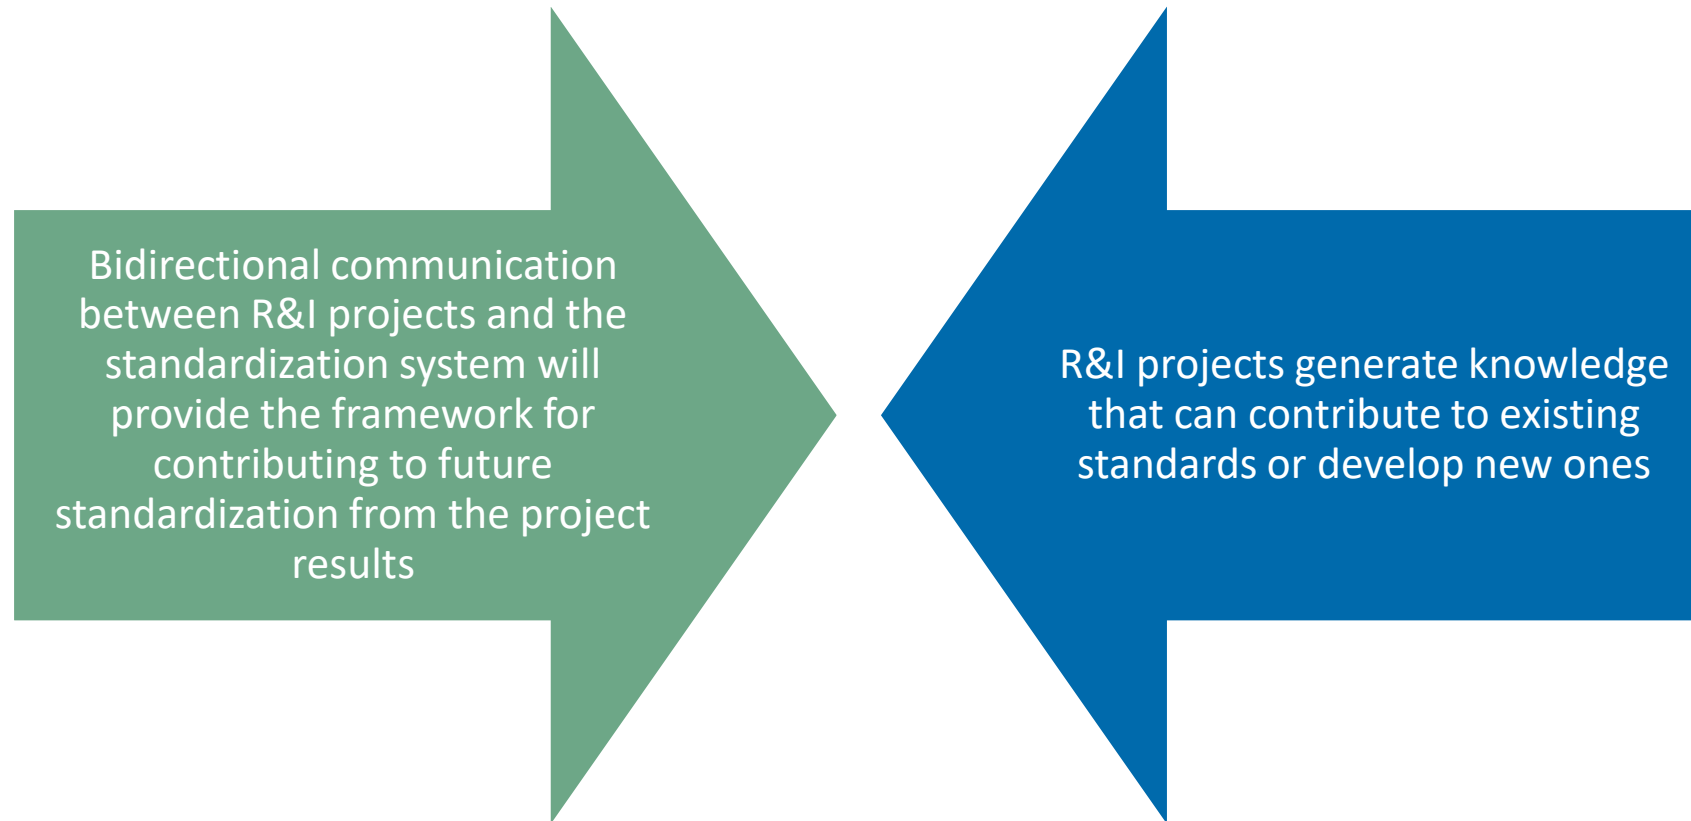 Bidirectional communication
between R&I projects and the
standardization system will
provide the framework for
contributing to future
standardization from the project
results
R&I projects generate knowledge
that can contribute to existing
standards or develop new ones